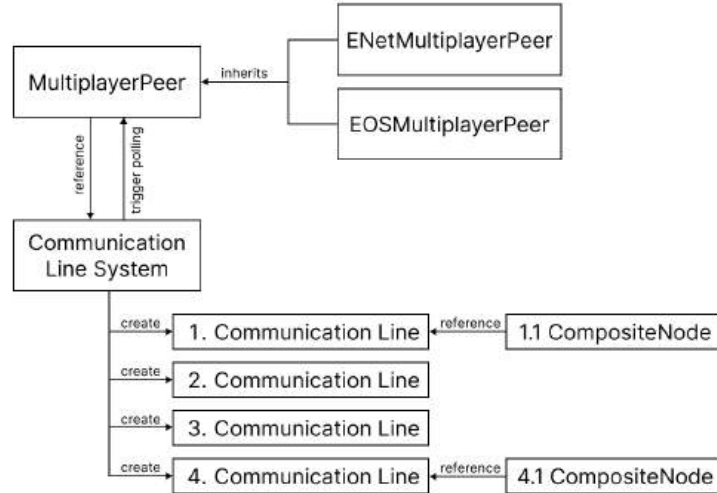 ENetMultiplayerPeer
MultiplayerPeer
inherits
EOSMultiplayerPeer
reference
trigger polling
Communication
Line System
create
1. Communication Line
reference
1.1 CompositeNode
create
2. Communication Line
create
3. Communication Line
create
4. Communication Line
reference
4.1 CompositeNode